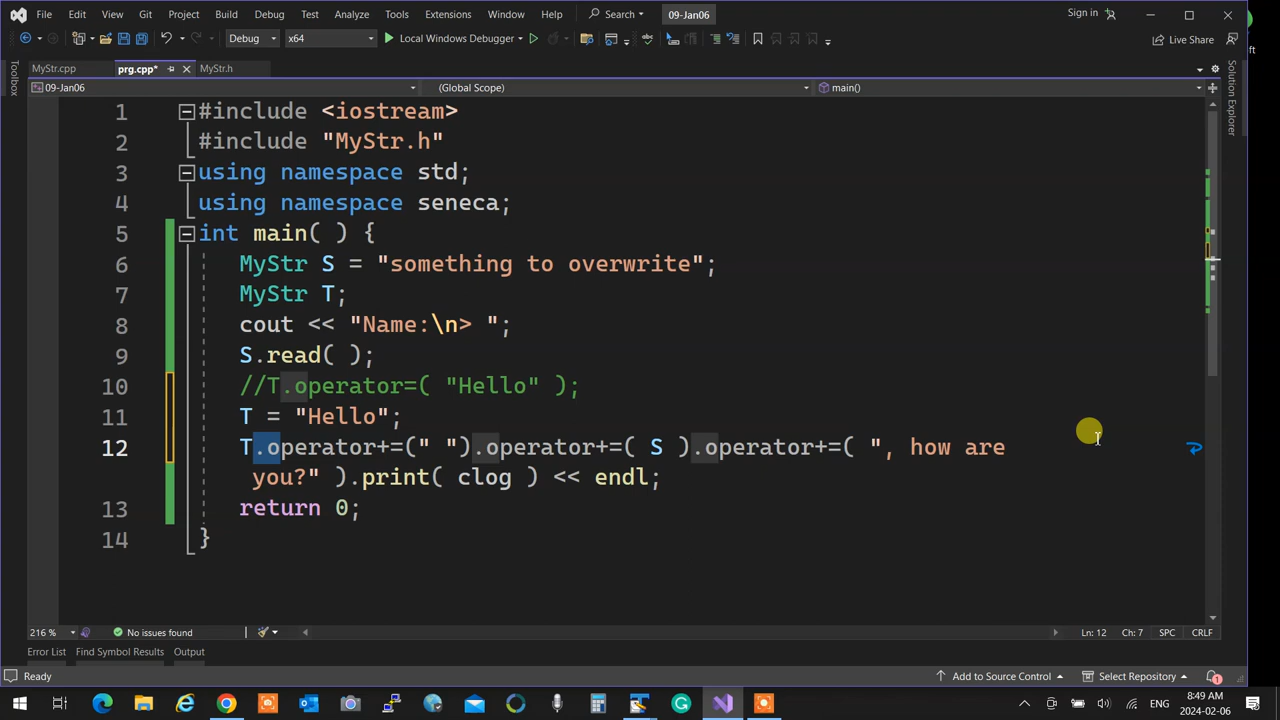 File Edit View Git Project Build Debug Test Analyze Tools Extensions Window Help Search 09-Jan06 Sign in
Debug x64 Local Windows Debugger Live Share
MyStr.cpp prg.cpp* MyStr.h
09-Jan06 (Global Scope) main()
Toolbox
Solution Explorer
ft
1 #include <iostream>
2 #include "MyStr.h"
3 using namespace std;
4 using namespace seneca;
5 int main( ) {
6 MyStr S = "something to overwrite";
7 MyStr T;
8 cout << "Name:\n> ";
9 S.read( );
10 //T.operator=( "Hello" );
11 T = "Hello";
12 T.operator+=(" ").operator+=( S ).operator+=( ", how are
you?" ).print( clog ) << endl;
13 return 0;
14 }
216 % No issues found Ln: 12 Ch: 7 SPC CRLF
Error List Find Symbol Results Output
Ready Add to Source Control Select Repository 1
8:49 AM
ENG
2024-02-06